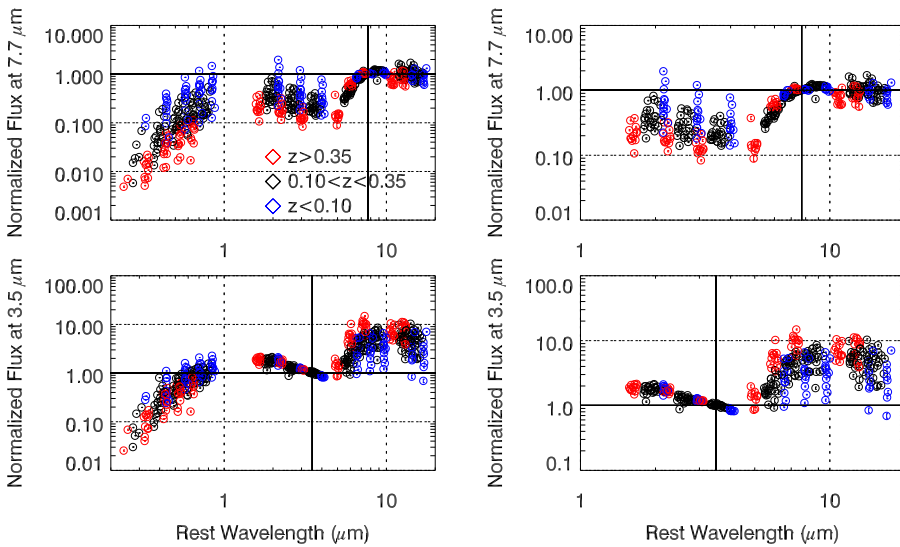 Normalized Flux at 7.7 μm
10.000
1.000
0.100
0.010
0.001
z>0.35
0.10<z<0.35
z<0.10
1
10
Normalized Flux at 7.7
10.00
1.00
0.10
0.01
1
10
Normalized Flux at 3.5 μm
100.00
10.00
1.00
0.10
0.01
1
10
Rest Wavelength (μm)
Normalized Flux at 3.5 μm
100.0
10.0
1.0
0.1
1
10
Rest Wavelength (μm)